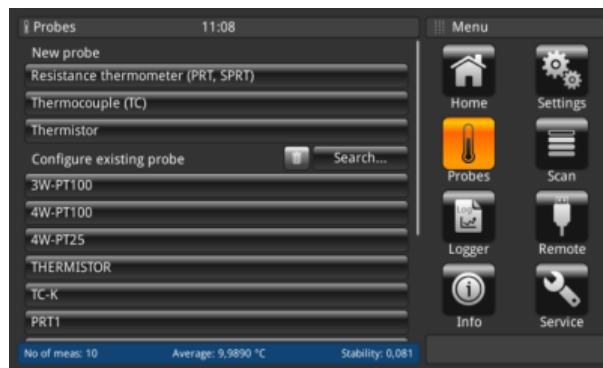 Probes 11:08
New probe
Resistance thermometer (PRT, SPRT)
Thermocouple (TC)
Thermistor
Configure existing probe Search...
3W-PT100
4W-PT100
4W-PT25
THERMISTOR
TC-K
PRT1
No of meas: 10 Average: 9,9890 °C Stability: 0,081
Menu
Home Settings
Probes Scan
Log
Logger Remote
Info Service